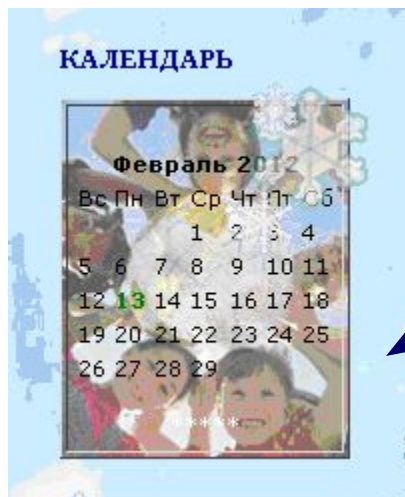 КАЛЕНДАРЬ
Февраль 2012
Вс Пн Вт Ср Чт Пт Сб
1 2 3 4
5 6 7 8 9 10 11
12 13 14 15 16 17 18
19 20 21 22 23 24 25
26 27 28 29
*****